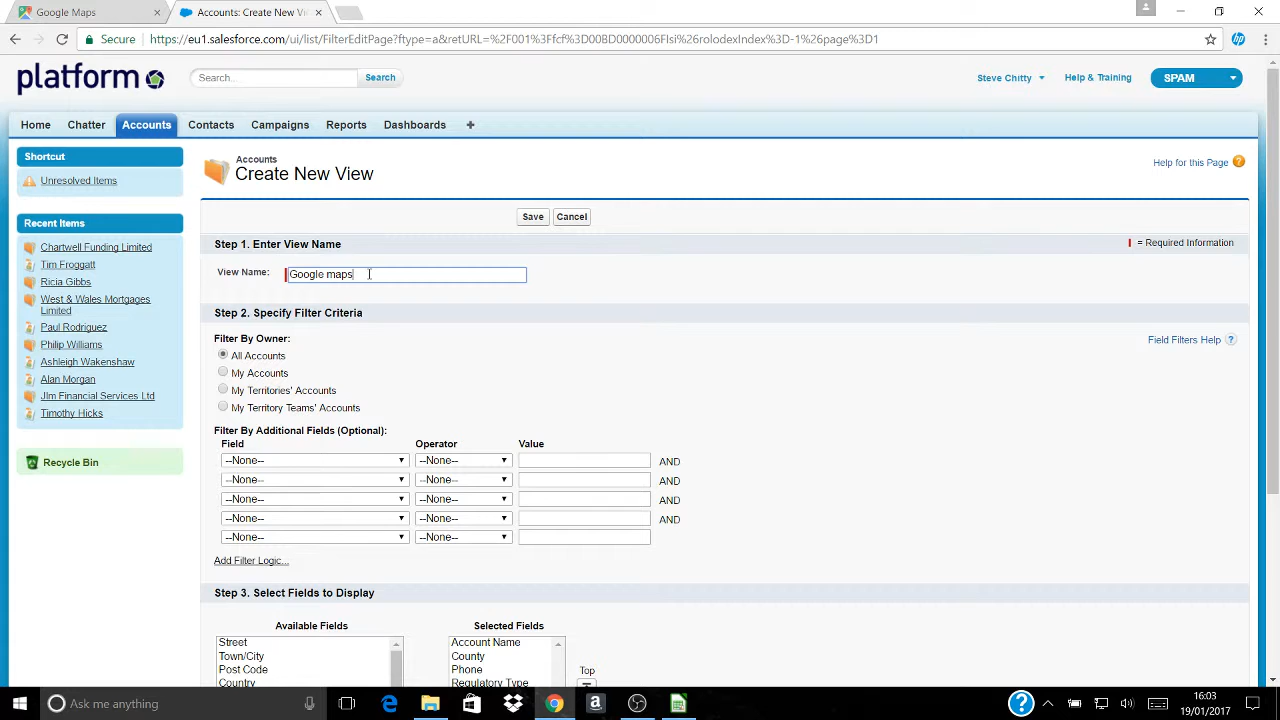 Google Maps
Accounts: Create New Vi
Secure
https://eu1.salesforce.com/ui/list/FilterEditPage?ftype=a&retURL=%2F001%3Ffcf%3D00BD0000006FIsi%26rolodexIndex%3D-1%26page%3D1
platform
Search...
Search
Steve Chitty
Help & Training
SPAM
Home
Chatter
Accounts
Contacts
Campaigns
Reports
Dashboards
+
Shortcut
Unresolved Items
Recent Items
Chartwell Funding Limited
Tim Froggatt
Ricia Gibbs
West & Wales Mortgages
Limited
Paul Rodriguez
Philip Williams
Ashleigh Wakenshaw
Alan Morgan
Jlm Financial Services Ltd
Timothy Hicks
Recycle Bin
Accounts
Create New View
Help for this Page ?
Save
Cancel
Step 1. Enter View Name
= Required Information
View Name:
Google maps
Step 2. Specify Filter Criteria
Filter By Owner:
Field Filters Help ?
All Accounts
My Accounts
My Territories' Accounts
My Territory Teams' Accounts
Filter By Additional Fields (Optional):
Field Operator Value
--None-- --None-- AND
--None-- --None-- AND
--None-- --None-- AND
--None-- --None-- AND
--None-- --None--
Add Filter Logic...
Step 3. Select Fields to Display
Available Fields
Street
Town/City
Post Code
Country
Selected Fields
Account Name
County
Phone
Regulatory Type
Top
Ask me anything
16:03
19/01/2017